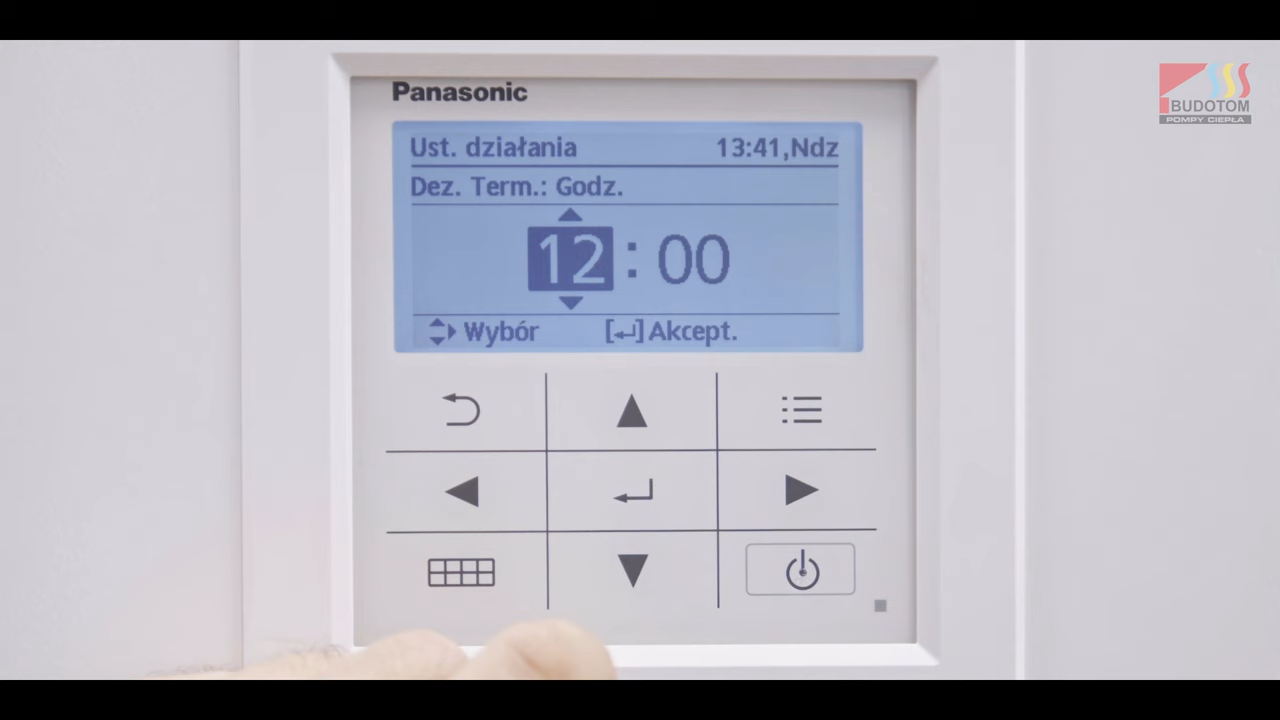 BUDOTOM
POMPY CIEPŁA
Panasonic
Ust. działania 13:41,Ndz
Dez. Term.: Godz.
12:00
Wybór [↵]Akcept.